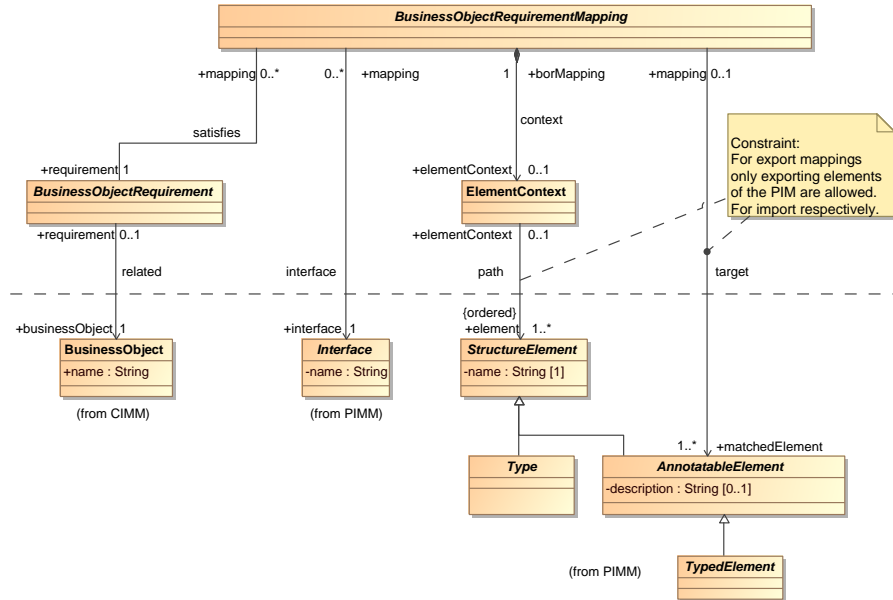 BusinessObjectRequirementMapping
+mapping 0..*
0..* +mapping
1 +borMapping
+mapping 0..1
satisfies
context
Constraint:
For export mappings
only exporting elements
of the PIM are allowed.
For import respectively.
+requirement 1
+elementContext 0..1
BusinessObjectRequirement
ElementContext
+requirement 0..1
+elementContext 0..1
related
interface
path
target
{ordered}
+businessObject 1
+interface 1
+element 1..*
BusinessObject
+name : String
Interface
-name : String
StructureElement
-name : String [1]
(from CIMM)
(from PIMM)
1..* +matchedElement
Type
AnnotatableElement
-description : String [0..1]
(from PIMM)
TypedElement